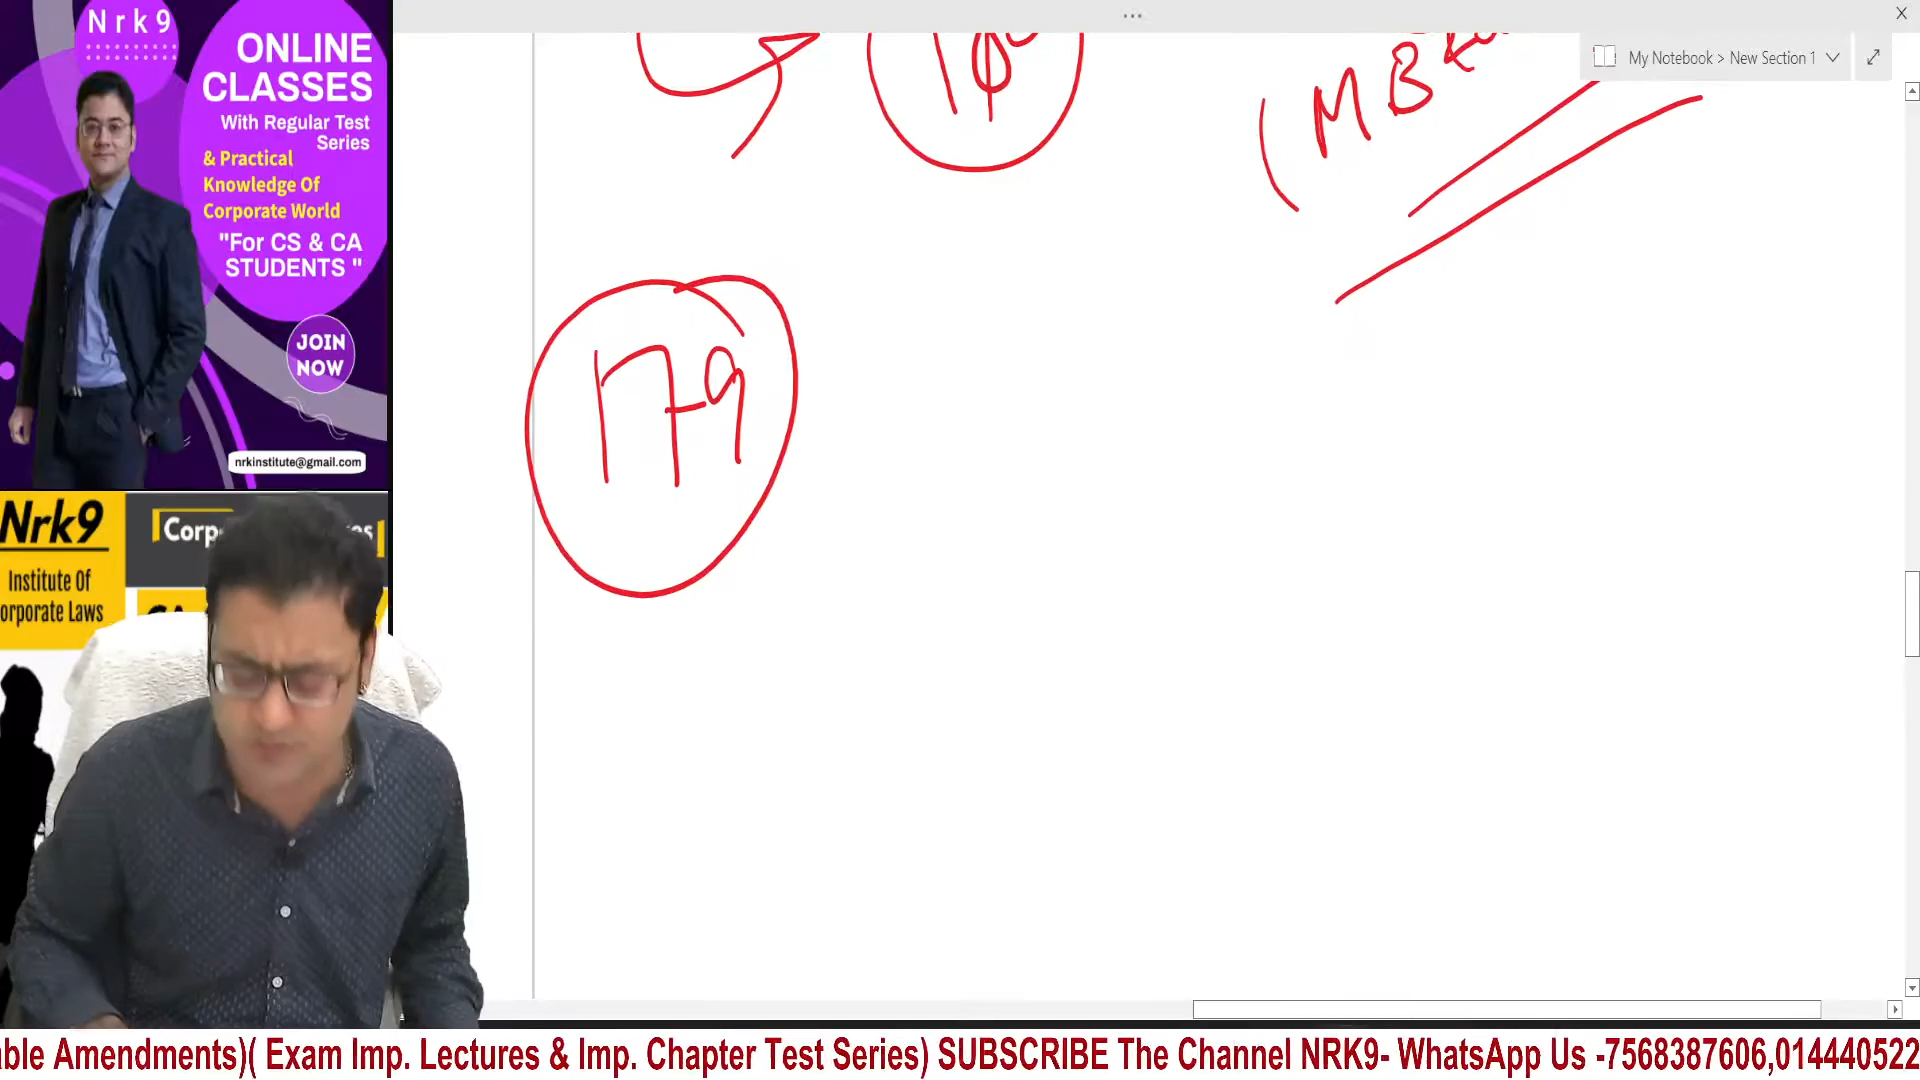 Nrk9
ONLINE
CLASSES
With Regular Test
Series
& Practical
Knowledge Of
Corporate World
"For CS & CA
STUDENTS "
JOIN
NOW
nrkinstitute@gmail.com
Nrk9
Institute Of
orporate Laws
Corp
es
(MB
179
My Notebook > New Section 1
able Amendments)( Exam Imp. Lectures & Imp. Chapter Test Series) SUBSCRIBE The Channel NRK9- WhatsApp Us -7568387606,014440522